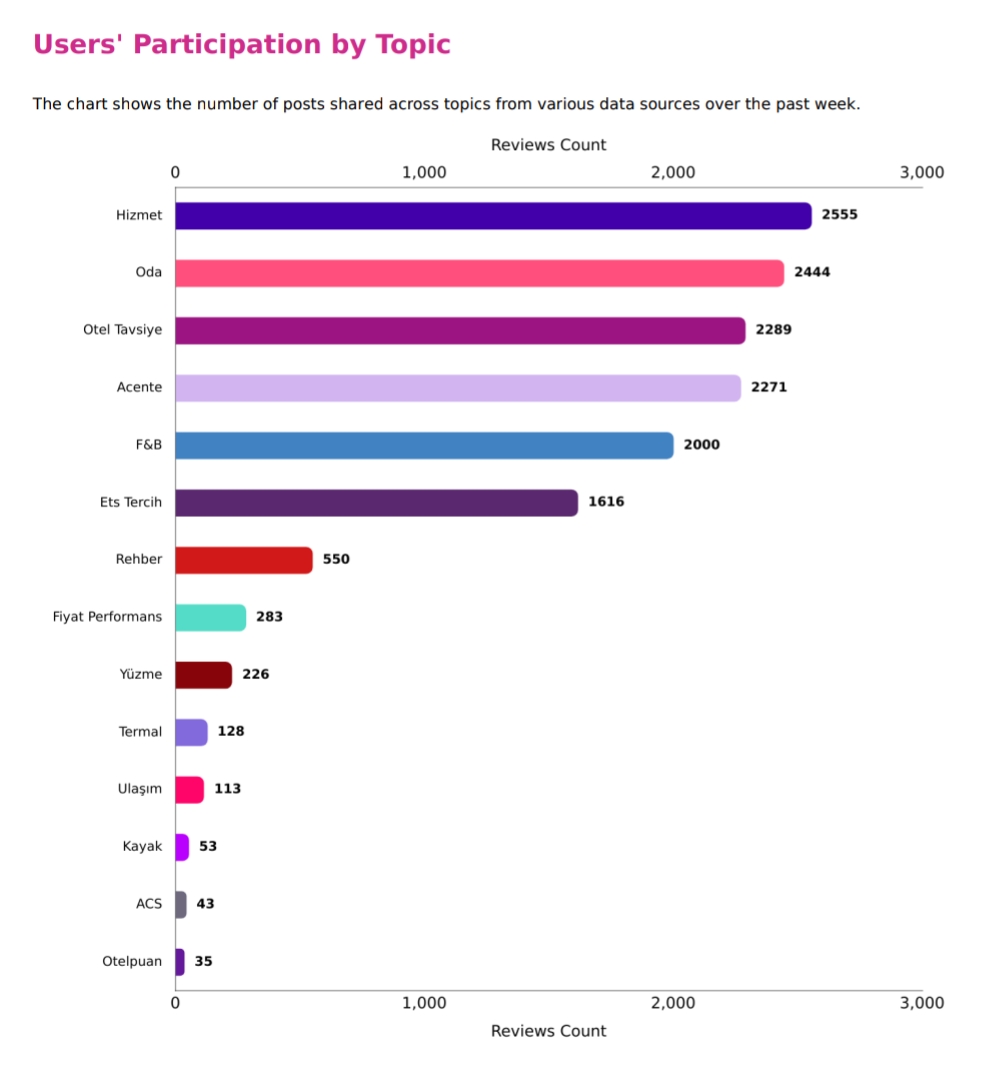 Users' Participation by Topic
The chart shows the number of posts shared across topics from various data sources over the past week.
Reviews Count
0 1,000 2,000 3,000
Hizmet 2555
Oda 2444
Otel Tavsiye 2289
Acente 2271
F&B 2000
Ets Tercih 1616
Rehber 550
Fiyat Performans 283
Yüzme 226
Termal 128
Ulaşım 113
Kayak 53
ACS 43
Otelpuan 35
0 1,000 2,000 3,000
Reviews Count